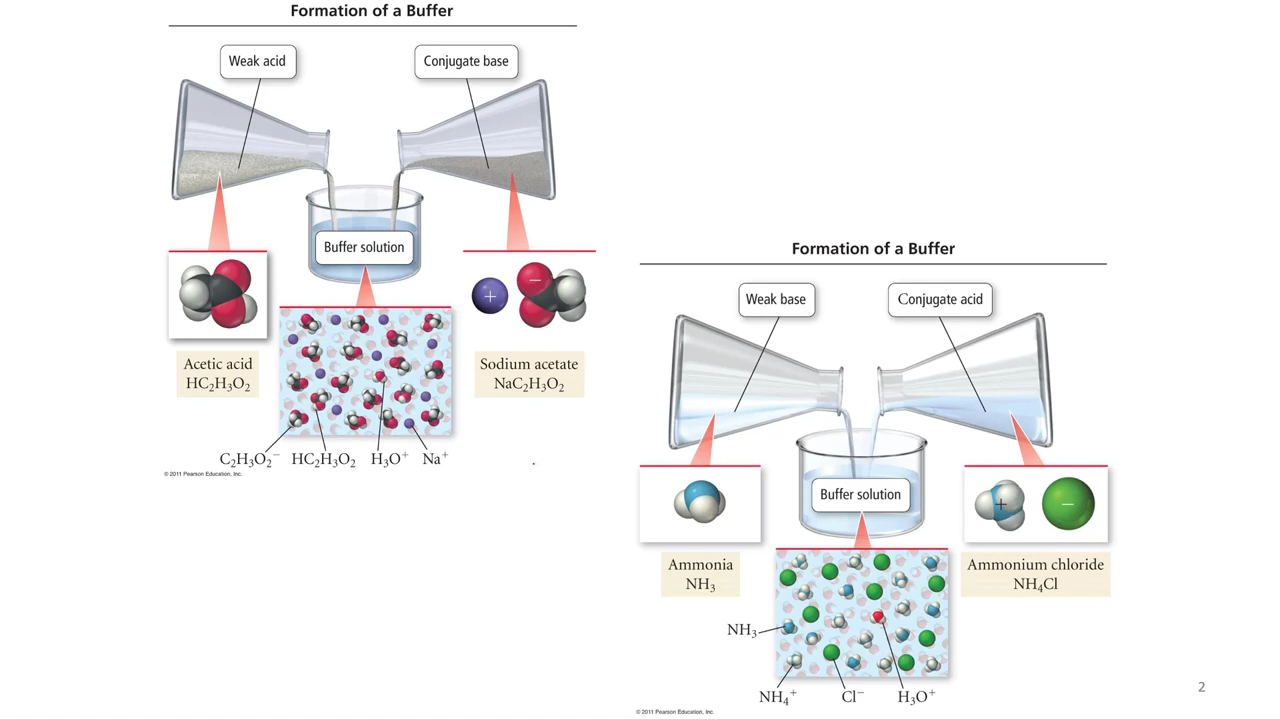 Formation of a Buffer
Weak acid
Conjugate base
Buffer solution
+
−
Acetic acid
HC₂H₃O₂
Sodium acetate
NaC₂H₃O₂
C₂H₃O₂⁻ HC₂H₃O₂ H₃O⁺ Na⁺
© 2011 Pearson Education, Inc.
Formation of a Buffer
Weak base
Conjugate acid
Buffer solution
+
−
Ammonia
NH₃
Ammonium chloride
NH₄Cl
NH₃
NH₄⁺ Cl⁻ H₃O⁺
© 2011 Pearson Education, Inc.
2